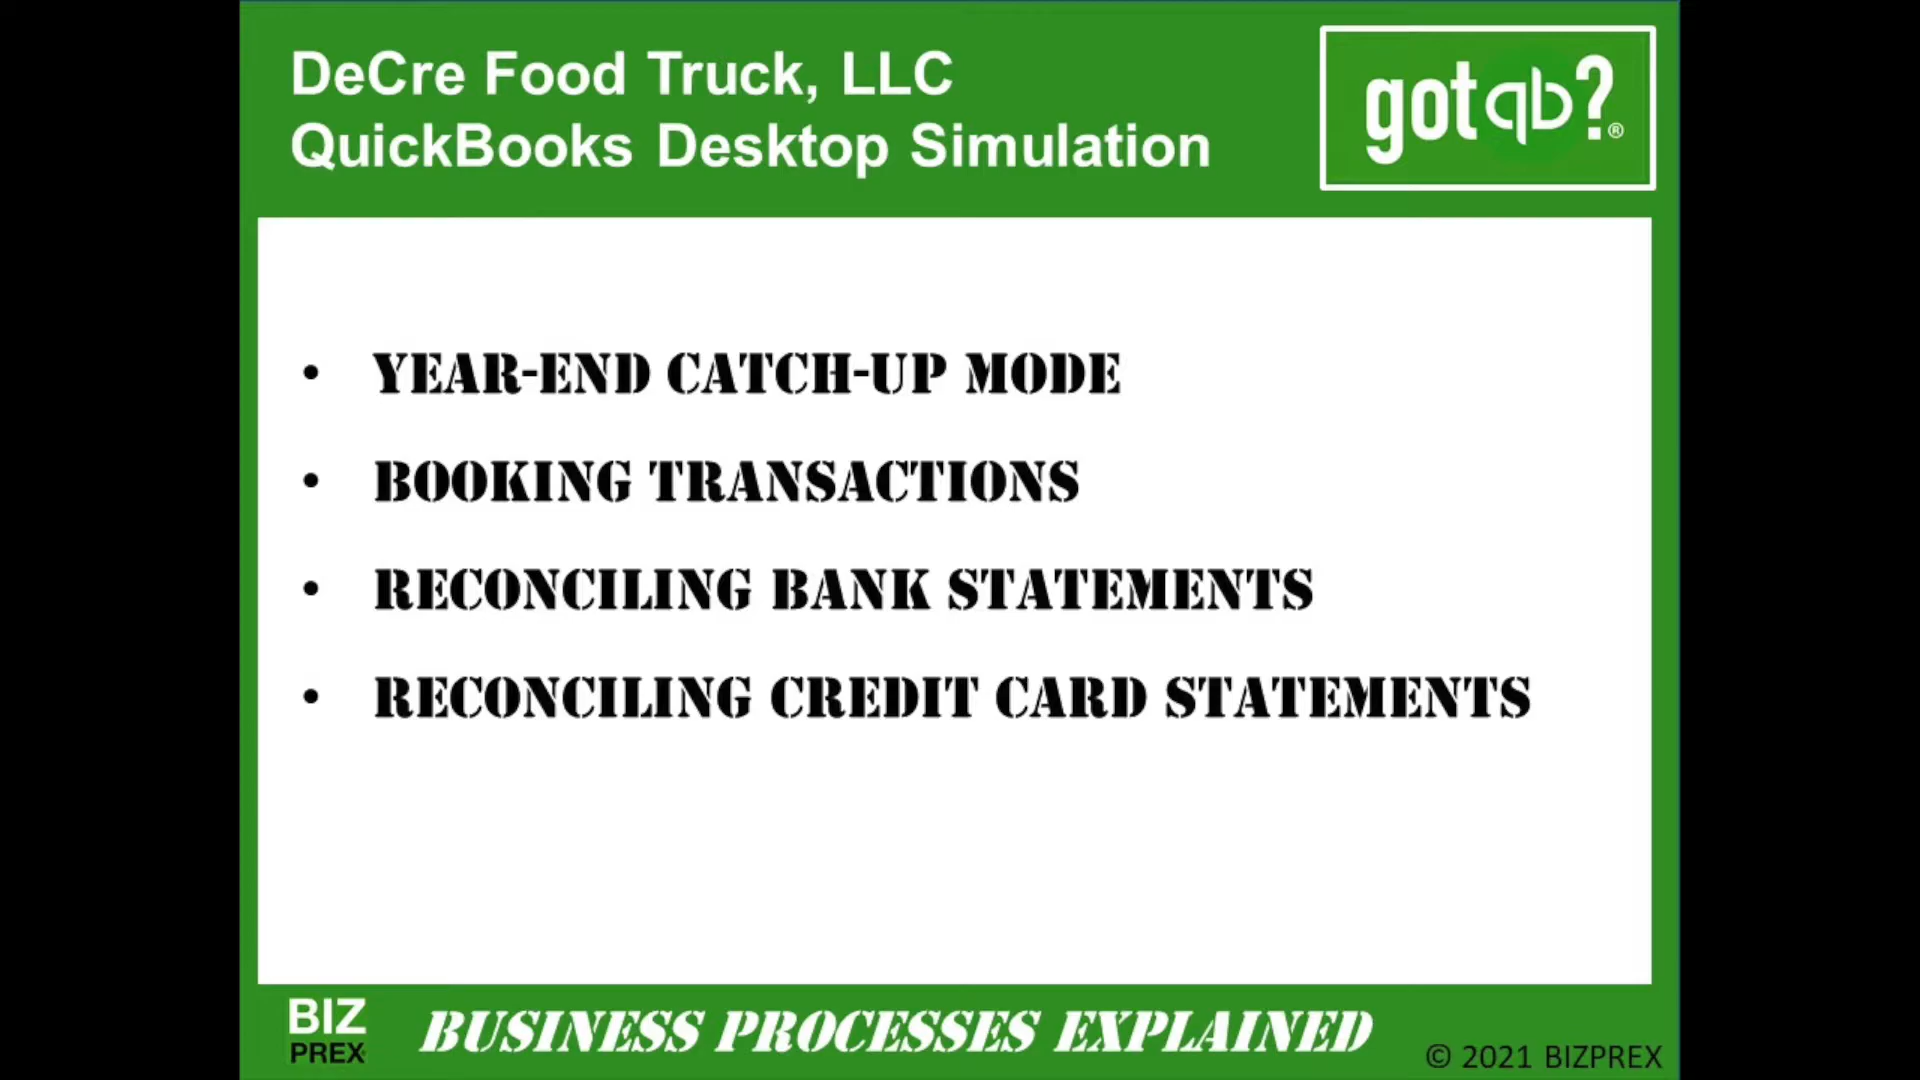 DeCre Food Truck, LLC
QuickBooks Desktop Simulation
got qb?®
• YEAR-END CATCH-UP MODE
• BOOKING TRANSACTIONS
• RECONCILING BANK STATEMENTS
• RECONCILING CREDIT CARD STATEMENTS
BIZ
PREX
BUSINESS PROCESSES EXPLAINED
© 2021 BIZPREX